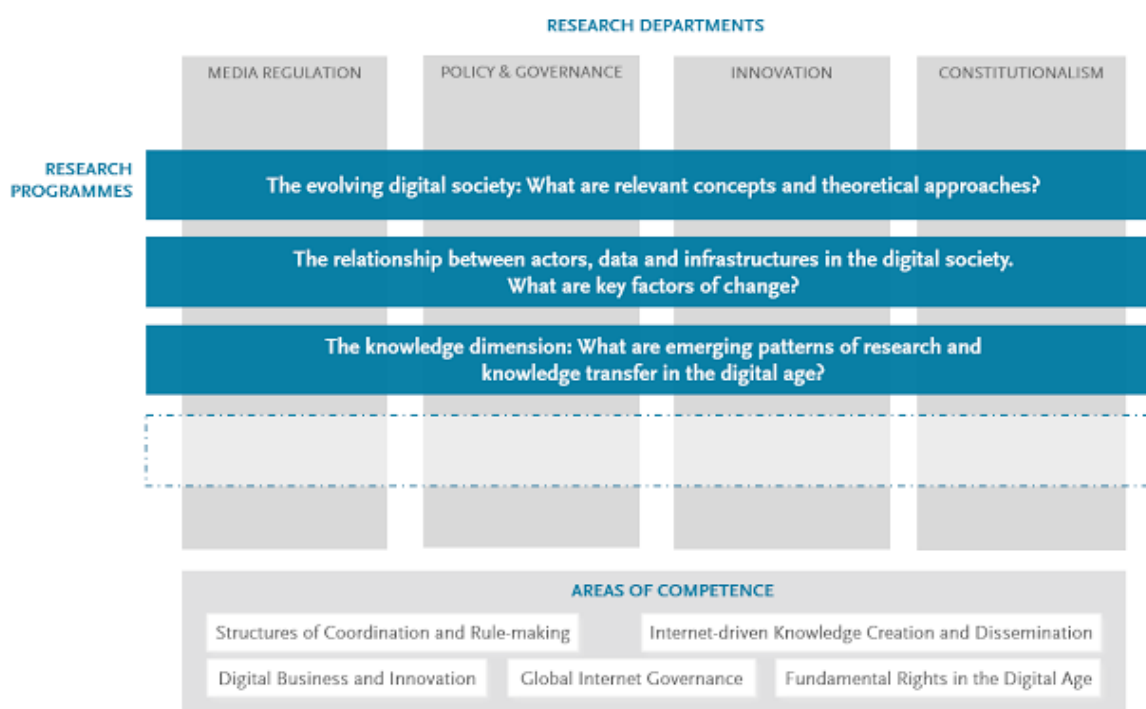 RESEARCH DEPARTMENTS
MEDIA REGULATION
POLICY & GOVERNANCE
INNOVATION
CONSTITUTIONALISM
RESEARCH
PROGRAMMES
The evolving digital society: What are relevant concepts and theoretical approaches?
The relationship between actors, data and infrastructures in the digital society.
What are key factors of change?
The knowledge dimension: What are emerging patterns of research and
knowledge transfer in the digital age?
AREAS OF COMPETENCE
Structures of Coordination and Rule-making
Internet-driven Knowledge Creation and Dissemination
Digital Business and Innovation
Global Internet Governance
Fundamental Rights in the Digital Age